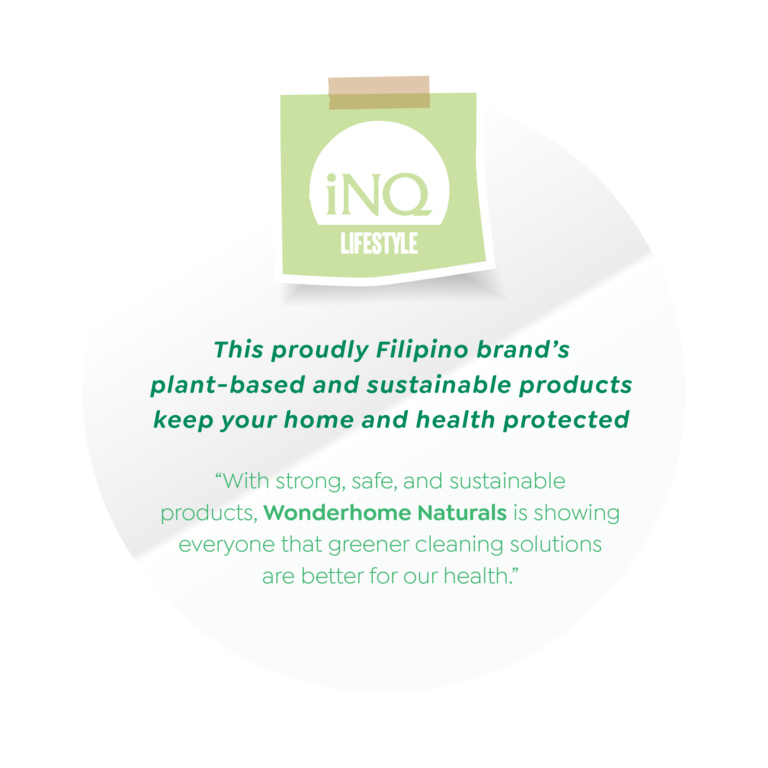 iNQ
LIFESTYLE
This proudly Filipino brand’s
plant-based and sustainable products
keep your home and health protected
“With strong, safe, and sustainable
products, Wonderhome Naturals is showing
everyone that greener cleaning solutions
are better for our health.”